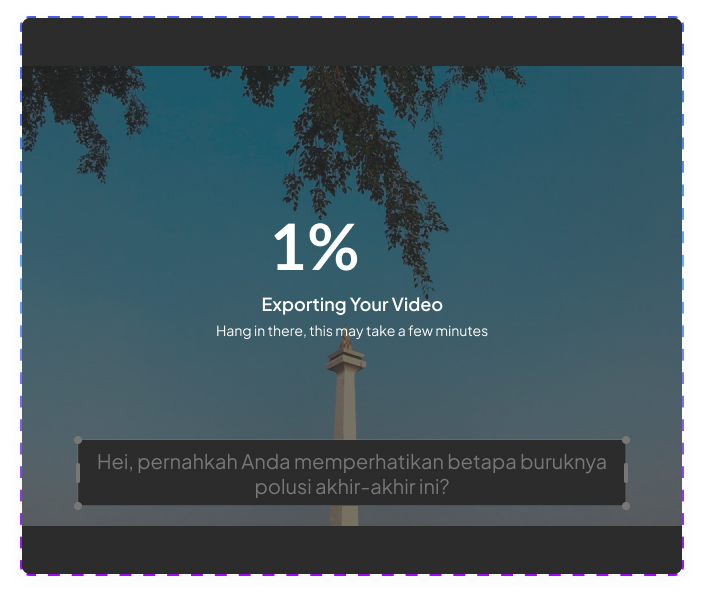 1%
Exporting Your Video
Hang in there, this may take a few minutes
Hei, pernahkah Anda memperhatikan betapa buruknya
polusi akhir-akhir ini?